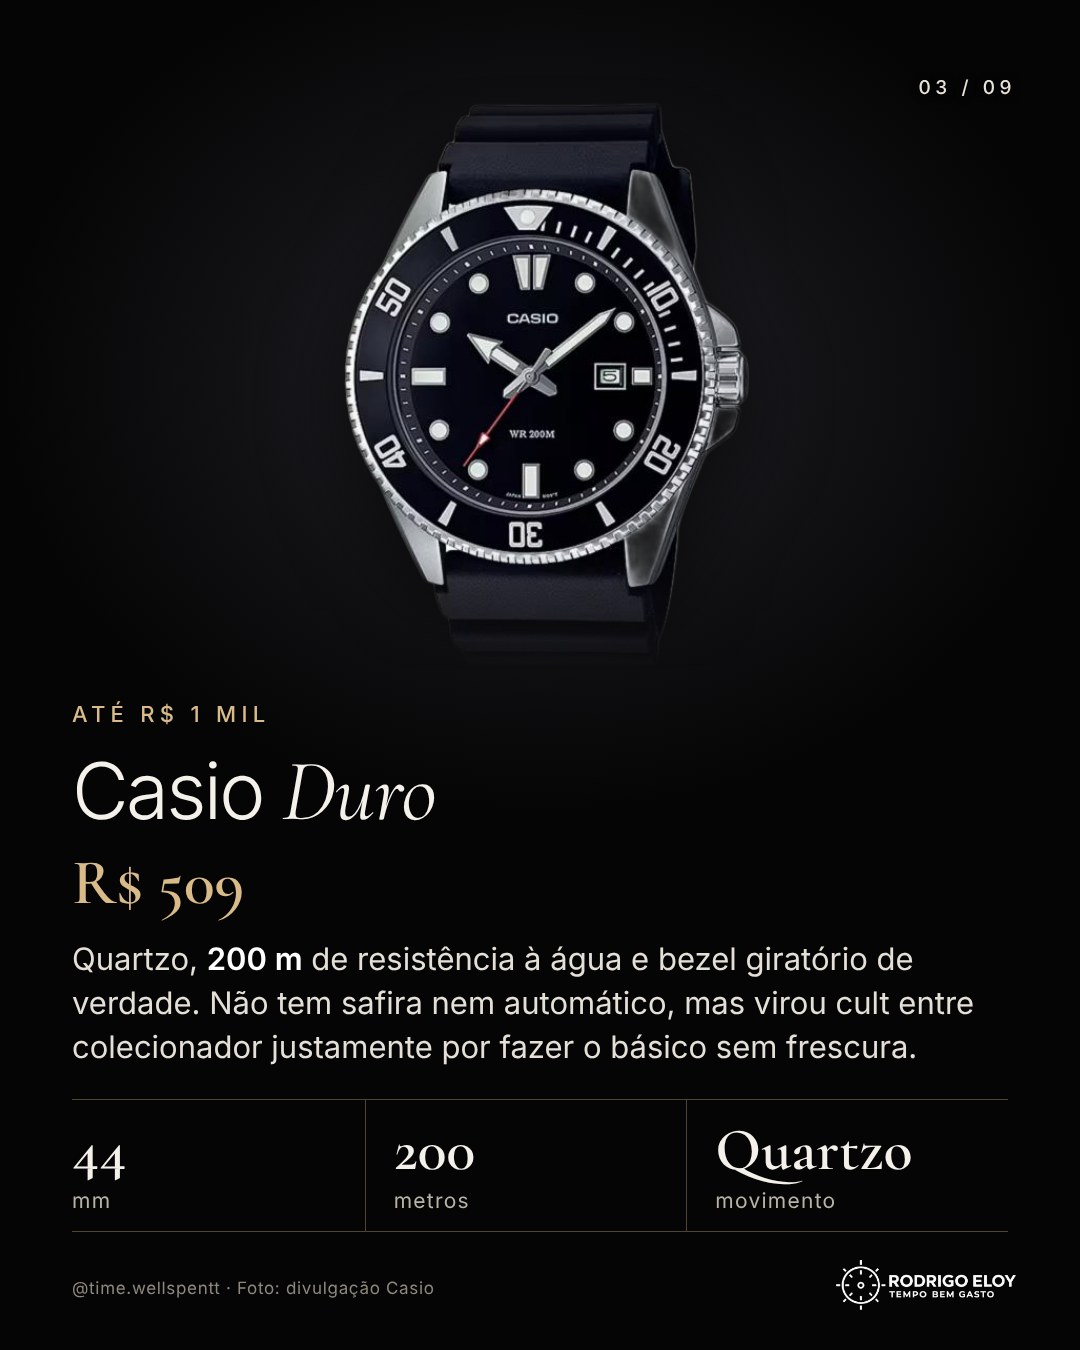 03 / 09
50
10
CASIO
5
WR 200M
40
20
30
ATÉ R$ 1 MIL
Casio Duro
R$ 509
Quartzo, 200 m de resistência à água e bezel giratório de
verdade. Não tem safira nem automático, mas virou cult entre
colecionador justamente por fazer o básico sem frescura.
44
mm
200
metros
Quartzo
movimento
@time.wellspentt · Foto: divulgação Casio
RODRIGO ELOY
TEMPO BEM GASTO